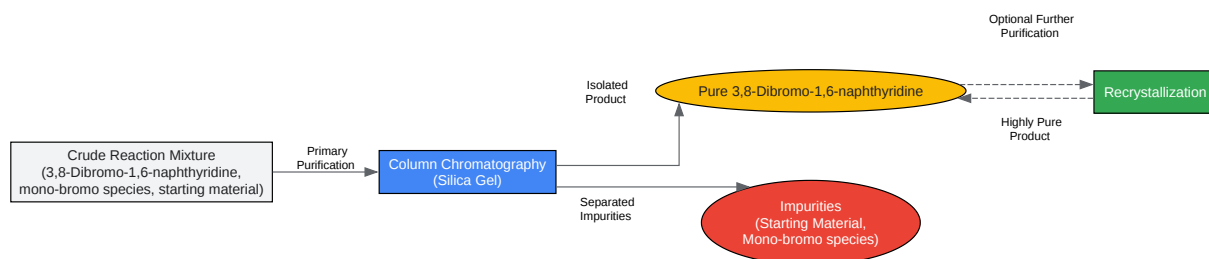 Optional Further
Purification
Isolated
Product
Pure 3,8-Dibromo-1,6-naphthyridine
Recrystallization
Highly Pure
Product
Crude Reaction Mixture
(3,8-Dibromo-1,6-naphthyridine,
mono-bromo species, starting material)
Primary
Purification
Column Chromatography
(Silica Gel)
Separated
Impurities
Impurities
(Starting Material,
Mono-bromo species)